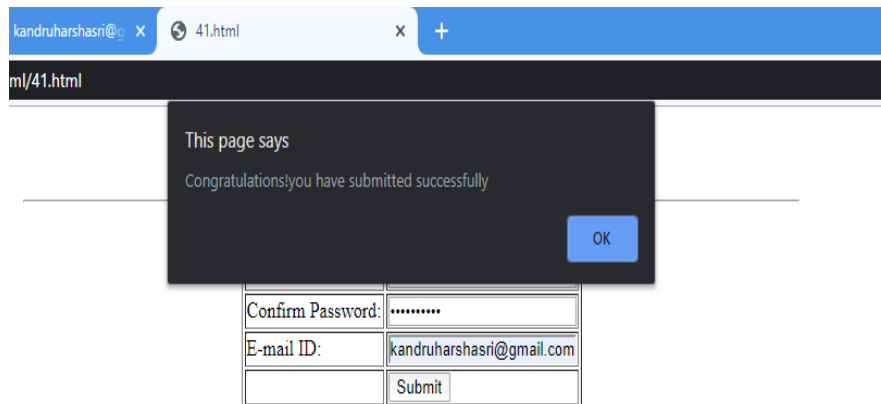 kandruharshasri@g
41.html
ml/41.html
This page says
Congratulations!you have submitted successfully
OK
Confirm Password:
E-mail ID: kandruharshasri@gmail.com
Submit